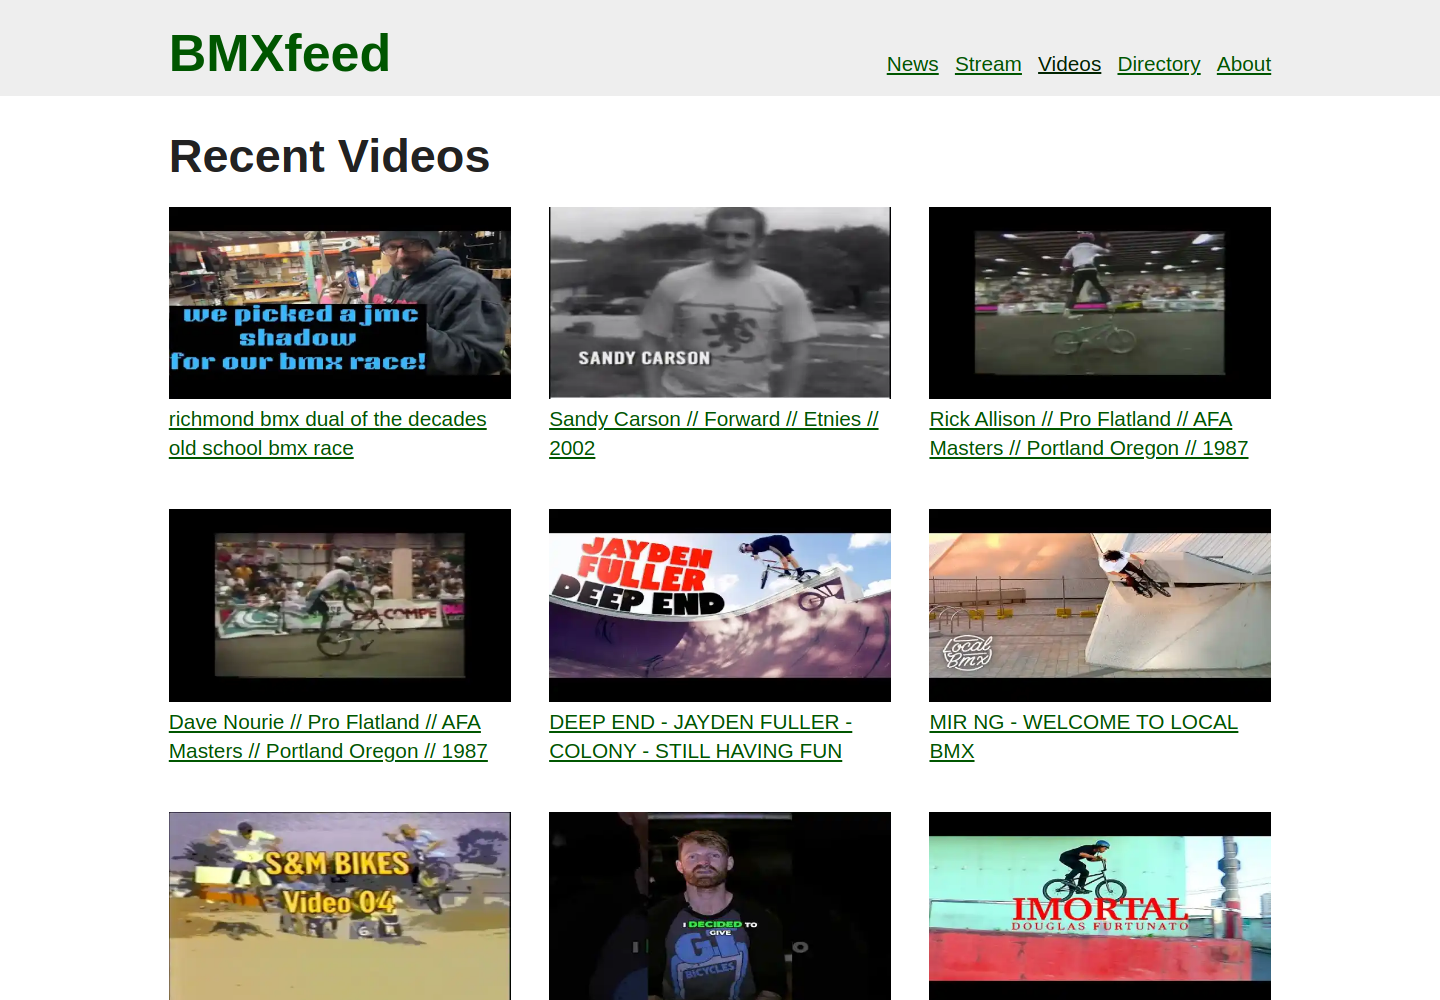 BMXfeed
News Stream Videos Directory About
Recent Videos
we picked a jmc
shadow
for our bmx race!
SANDY CARSON
richmond bmx dual of the decades
old school bmx race
Sandy Carson // Forward // Etnies //
2002
Rick Allison // Pro Flatland // AFA
Masters // Portland Oregon // 1987
COMPE
JAYDEN
FULLER
DEEP END
Local
Bmx
Dave Nourie // Pro Flatland // AFA
Masters // Portland Oregon // 1987
DEEP END - JAYDEN FULLER -
COLONY - STILL HAVING FUN
MIR NG - WELCOME TO LOCAL
BMX
S&M BIKES
Video 04
I DECIDED TO
GIVE
BICYCLES
IMORTAL
DOUGLAS FURTUNATO